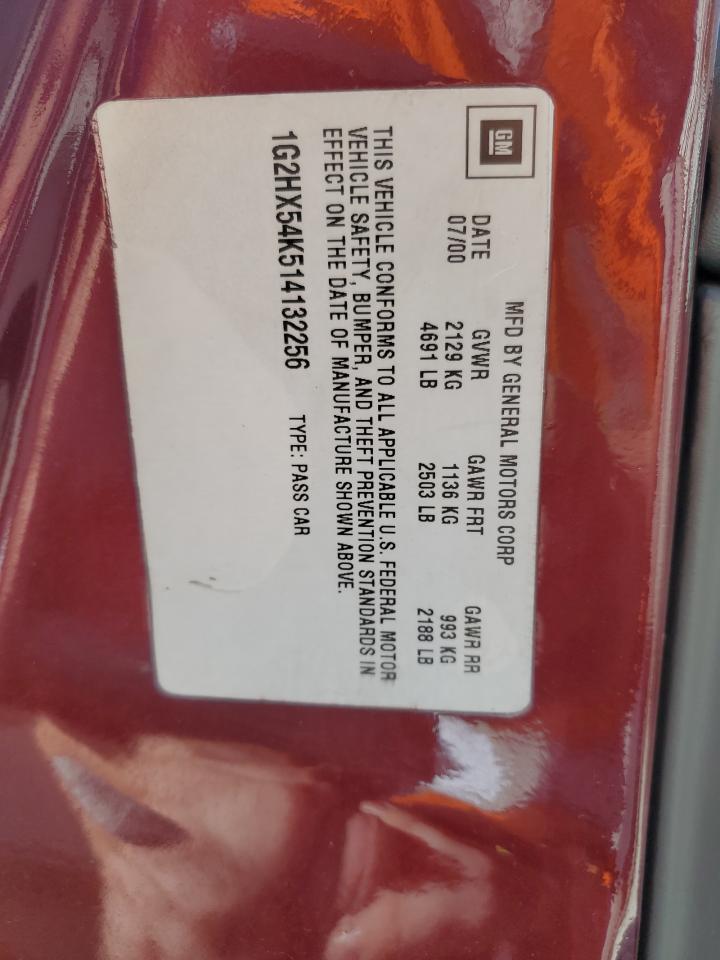 GM
MFD BY GENERAL MOTORS CORP
DATE GVWR GAWR FRT GAWR RR
07/00 2129 KG 1136 KG 993 KG
4691 LB 2503 LB 2188 LB
THIS VEHICLE CONFORMS TO ALL APPLICABLE U.S. FEDERAL MOTOR
VEHICLE SAFETY, BUMPER, AND THEFT PREVENTION STANDARDS IN
EFFECT ON THE DATE OF MANUFACTURE SHOWN ABOVE.
1G2HX54K514132256 TYPE: PASS CAR